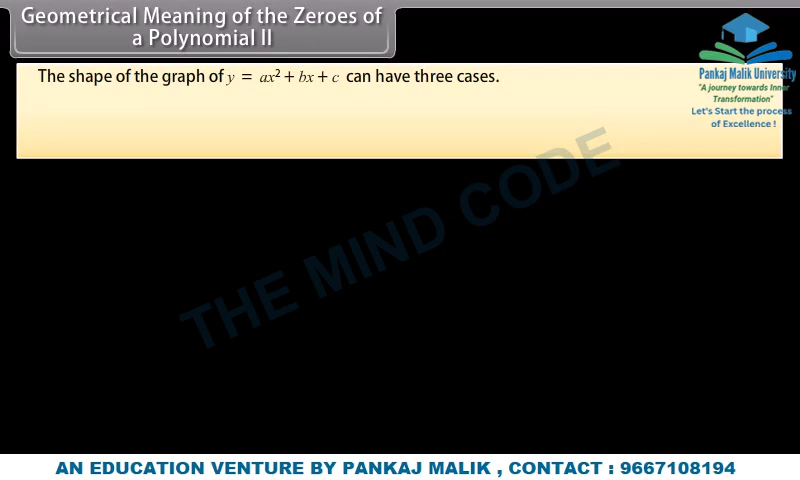 Geometrical Meaning of the Zeroes of
a Polynomial II
The shape of the graph of y = ax² + bx + c can have three cases.
Pankaj Malik University
"A journey towards Inner
Transformation"
Let's Start the process
of Excellence !
THE MIND CODE
AN EDUCATION VENTURE BY PANKAJ MALIK , CONTACT : 9667108194